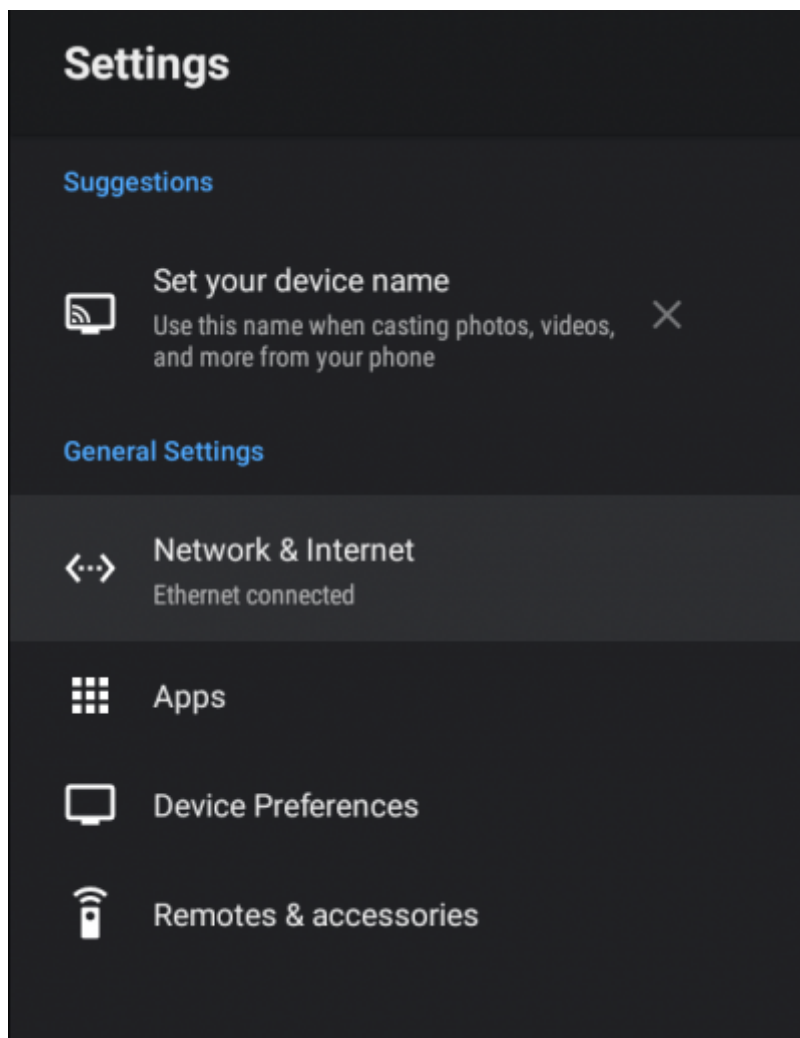 Settings
Suggestions
Set your device name
Use this name when casting photos, videos,
and more from your phone
General Settings
Network & Internet
Ethernet connected
Apps
Device Preferences
Remotes & accessories